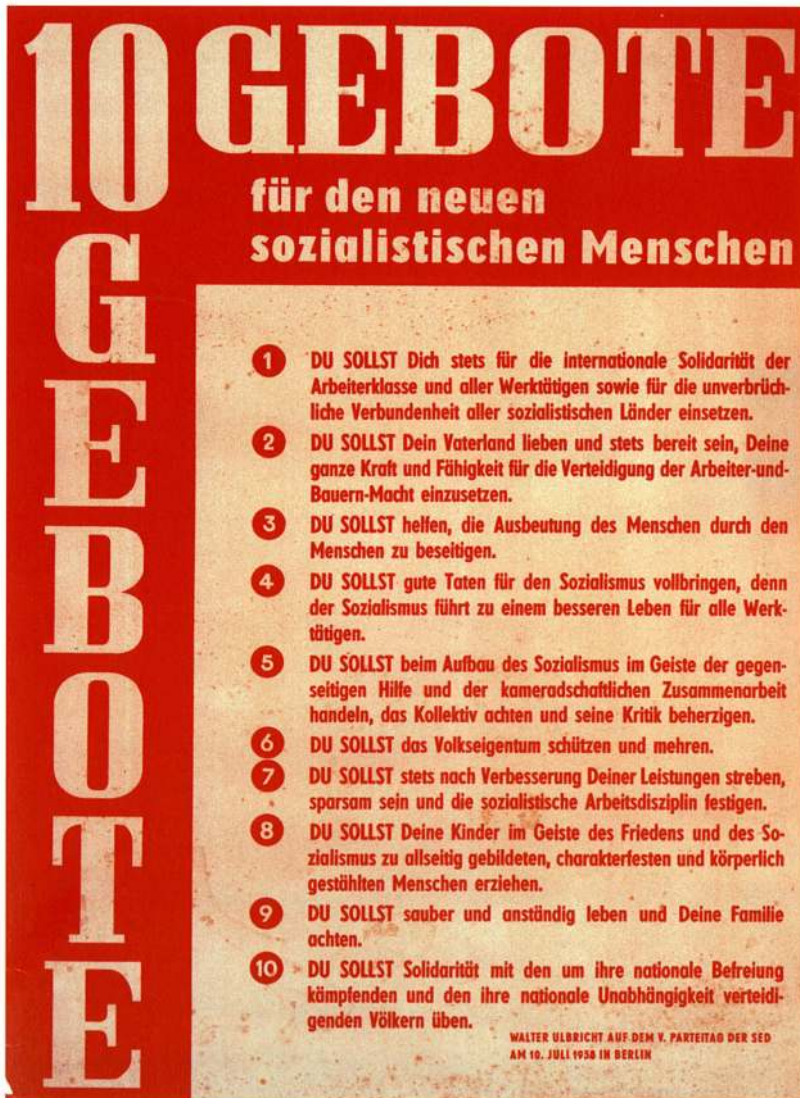 10 GEBOTE
GEBOTE
für den neuen
sozialistischen Menschen
1 DU SOLLST Dich stets für die internationale Solidarität der
Arbeiterklasse und aller Werktätigen sowie für die unverbrüch-
liche Verbundenheit aller sozialistischen Länder einsetzen.
2 DU SOLLST Dein Vaterland lieben und stets bereit sein, Deine
ganze Kraft und Fähigkeit für die Verteidigung der Arbeiter-und-
Bauern-Macht einzusetzen.
3 DU SOLLST helfen, die Ausbeutung des Menschen durch den
Menschen zu beseitigen.
4 DU SOLLST gute Taten für den Sozialismus vollbringen, denn
der Sozialismus führt zu einem besseren Leben für alle Werk-
tätigen.
5 DU SOLLST beim Aufbau des Sozialismus im Geiste der gegen-
seitigen Hilfe und der kameradschaftlichen Zusammenarbeit
handeln, das Kollektiv achten und seine Kritik beherzigen.
6 DU SOLLST das Volkseigentum schützen und mehren.
7 DU SOLLST stets nach Verbesserung Deiner Leistungen streben,
sparsam sein und die sozialistische Arbeitsdisziplin festigen.
8 DU SOLLST Deine Kinder im Geiste des Friedens und des So-
zialismus zu allseitig gebildeten, charakterfesten und körperlich
gestählten Menschen erziehen.
9 DU SOLLST sauber und anständig leben und Deine Familie
achten.
10 DU SOLLST Solidarität mit den um ihre nationale Befreiung
kämpfenden und den ihre nationale Unabhängigkeit verteidi-
genden Völkern üben.
WALTER ULBRICHT AUF DEM V. PARTEITAG DER SED
AM 10. JULI 1958 IN BERLIN